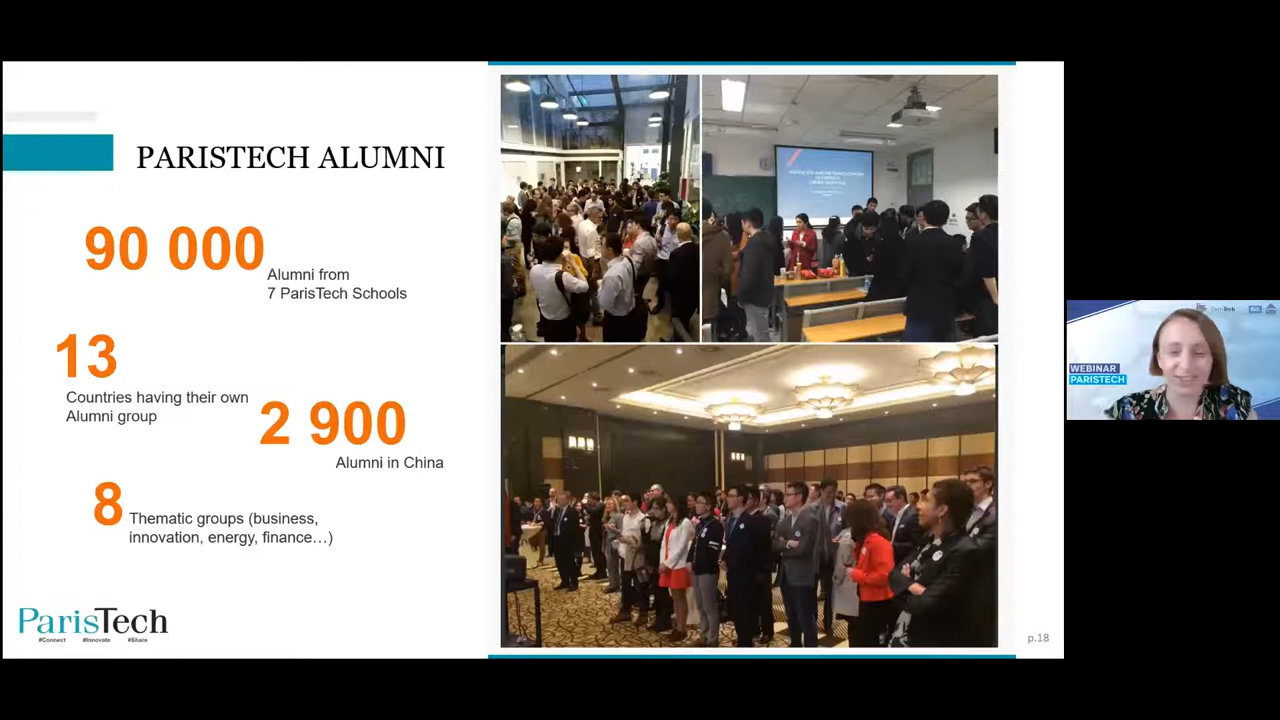 PARISTECH ALUMNI
90 000
Alumni from
7 ParisTech Schools
13
Countries having their own
Alumni group
2 900
Alumni in China
8
Thematic groups (business,
innovation, energy, finance…)
ParisTech
#Connect #Innovate #Share
p.18
ParisTech
WEBINAR
PARISTECH